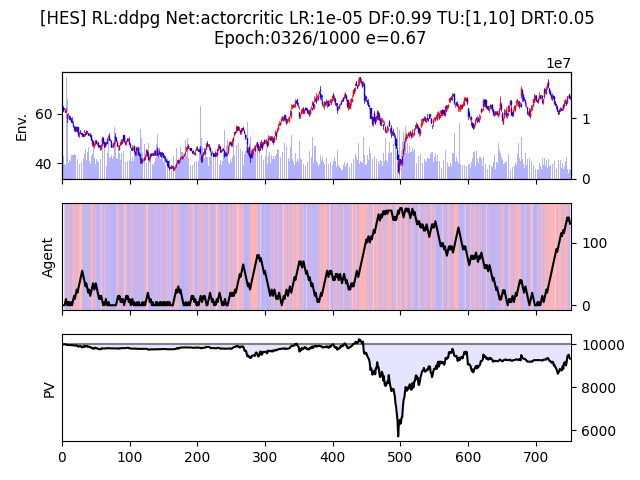 [HES] RL:ddpg Net:actorcritic LR:1e-05 DF:0.99 TU:[1,10] DRT:0.05
Epoch:0326/1000 e=0.67
1e7
Env.
60
40
1
0
Agent
100
0
PV
10000
8000
6000
0 100 200 300 400 500 600 700